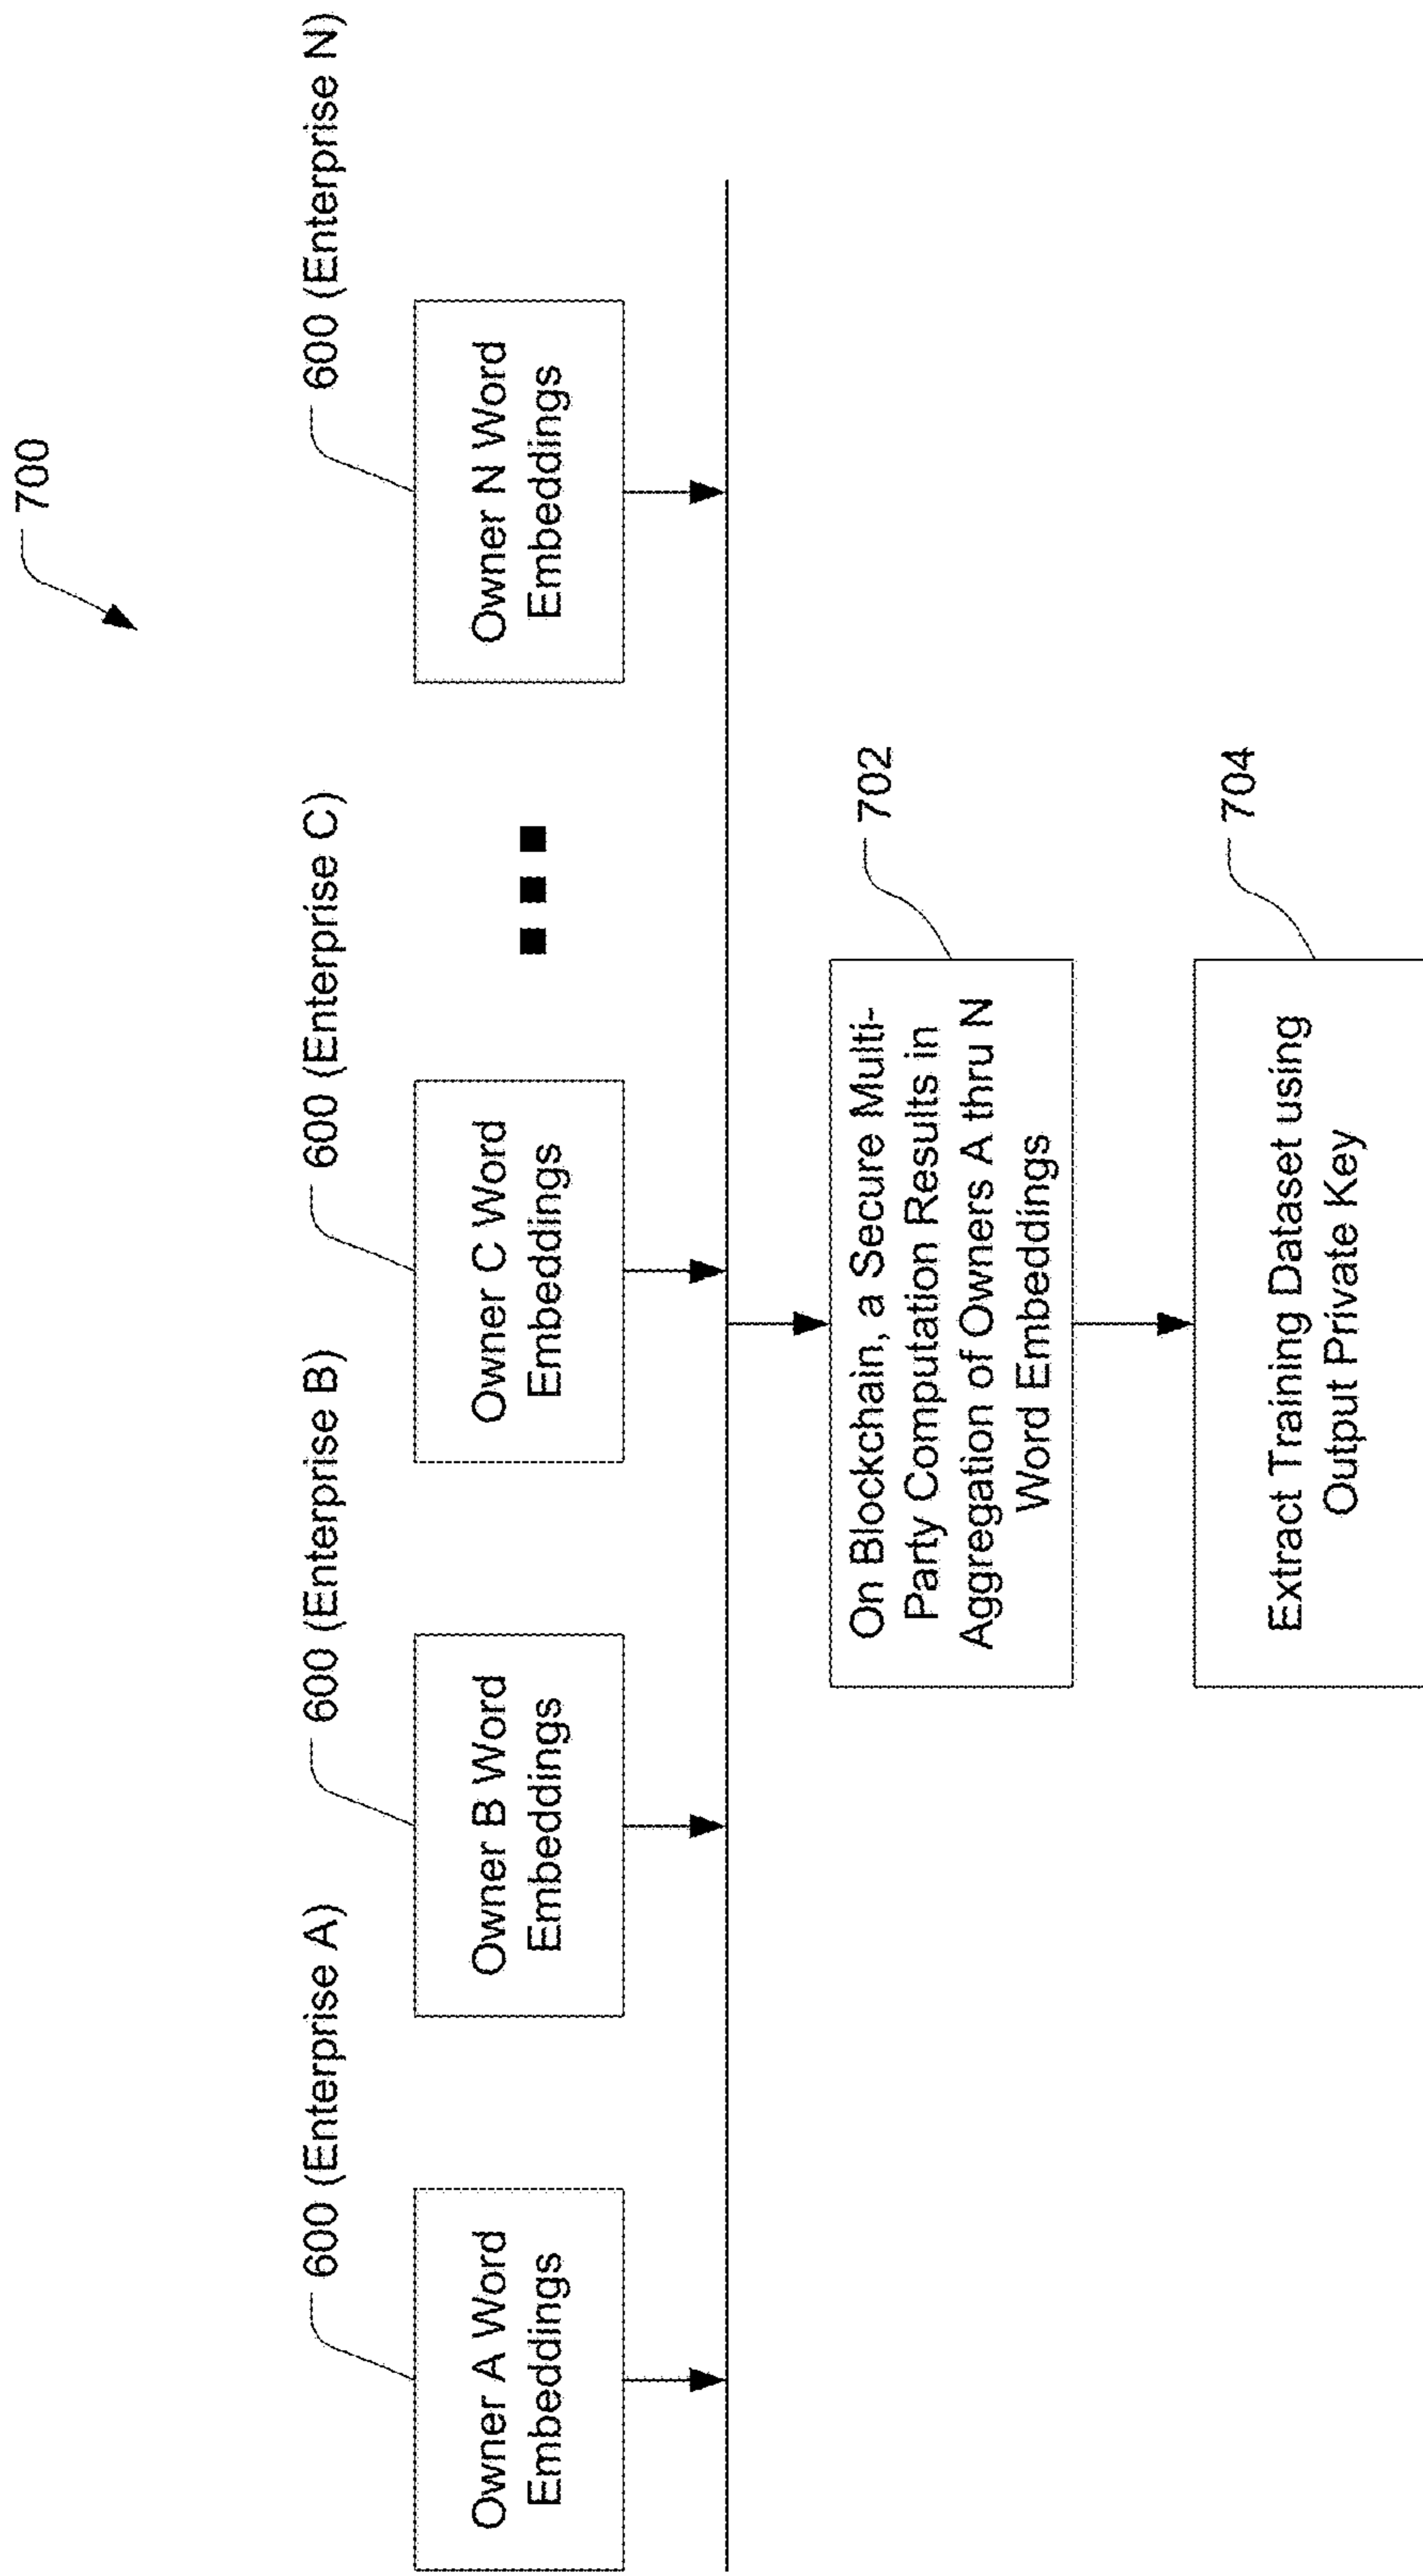 700
600 (Enterprise A)
600 (Enterprise B)
600 (Enterprise C)
600 (Enterprise N)
Owner A Word
Embeddings
Owner B Word
Embeddings
Owner C Word
Embeddings
Owner N Word
Embeddings
702
On Blockchain, a Secure Multi-
Party Computation Results in
Aggregation of Owners A thru N
Word Embeddings
704
Extract Training Dataset using
Output Private Key